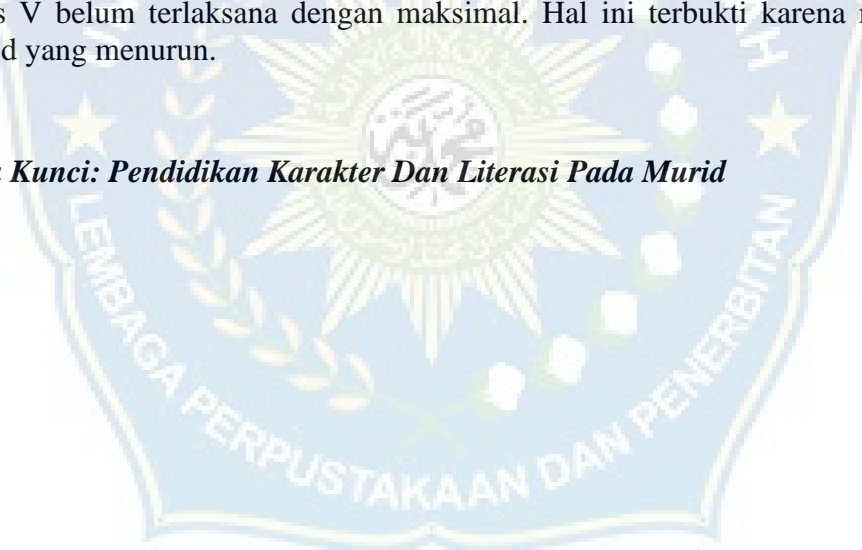 V belum terlaksana dengan maksimal. Hal ini terbukti karena
yang menurun.
Kunci: Pendidikan Karakter Dan Literasi Pada Murid
LEMBAGA PERPUSTAKAAN DAN PENERBITAN